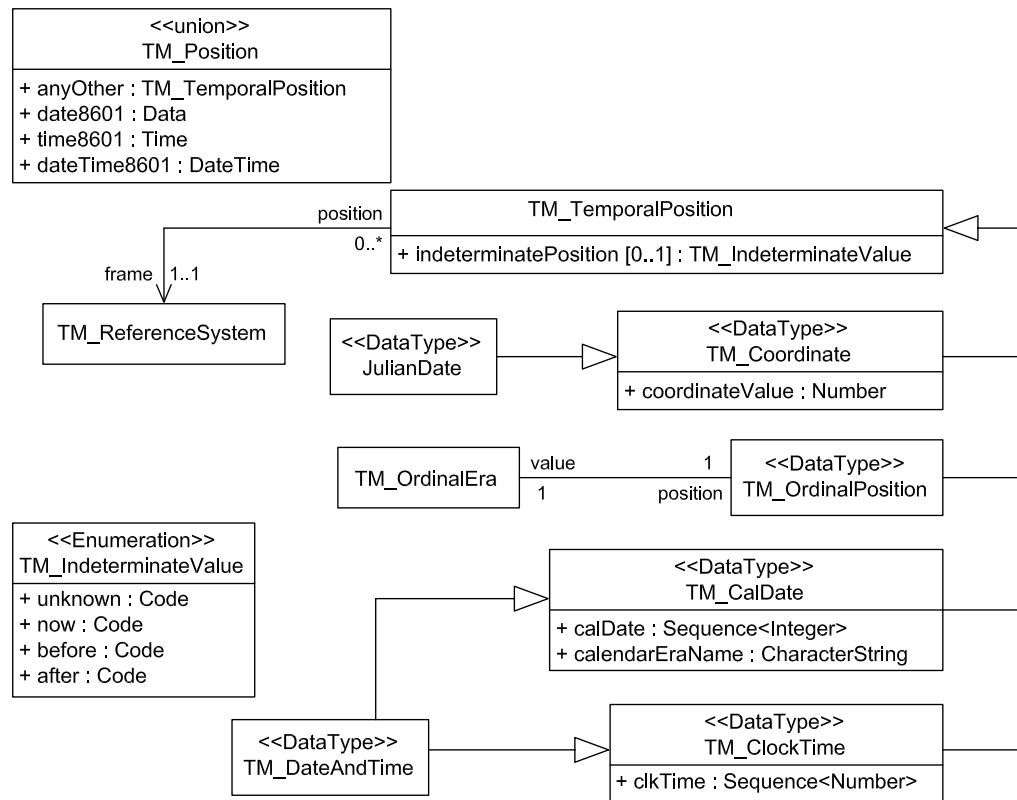 <<union>>
TM_Position
+ anyOther : TM_TemporalPosition
+ date8601 : Data
+ time8601 : Time
+ dateTime8601 : DateTime
position
0..*
TM_TemporalPosition
+ indeterminatePosition [0..1] : TM_IndeterminateValue
frame 1..1
TM_ReferenceSystem
<<DataType>>
JulianDate
<<DataType>>
TM_Coordinate
+ coordinateValue : Number
TM_OrdinalEra
value
1
1
position
<<DataType>>
TM_OrdinalPosition
<<Enumeration>>
TM_IndeterminateValue
+ unknown : Code
+ now : Code
+ before : Code
+ after : Code
<<DataType>>
TM_CalDate
+ calDate : Sequence<Integer>
+ calendarEraName : CharacterString
<<DataType>>
TM_DateAndTime
<<DataType>>
TM_ClockTime
+ clkTime : Sequence<Number>